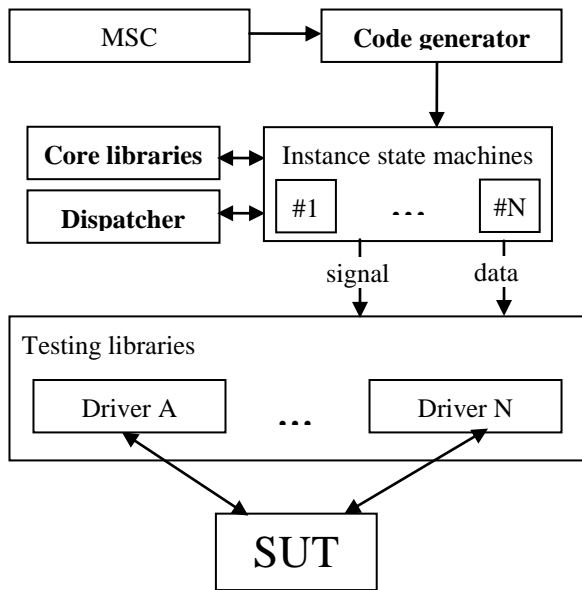 MSC
Code generator
Core libraries
Instance state machines
Dispatcher
#1
...
#N
signal
data
Testing libraries
Driver A
...
Driver N
SUT